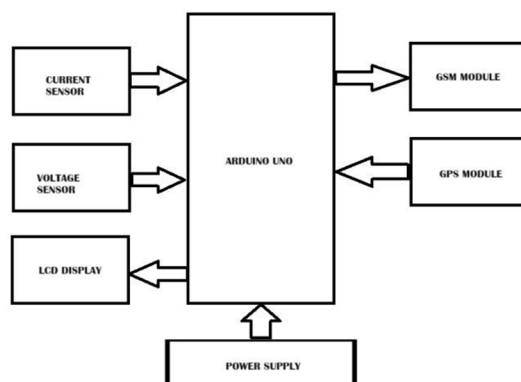 CURRENT
SENSOR
GSM MODULE
ARDUINO UNO
VOLTAGE
SENSOR
GPS MODULE
LCD DISPLAY
POWER SUPPLY